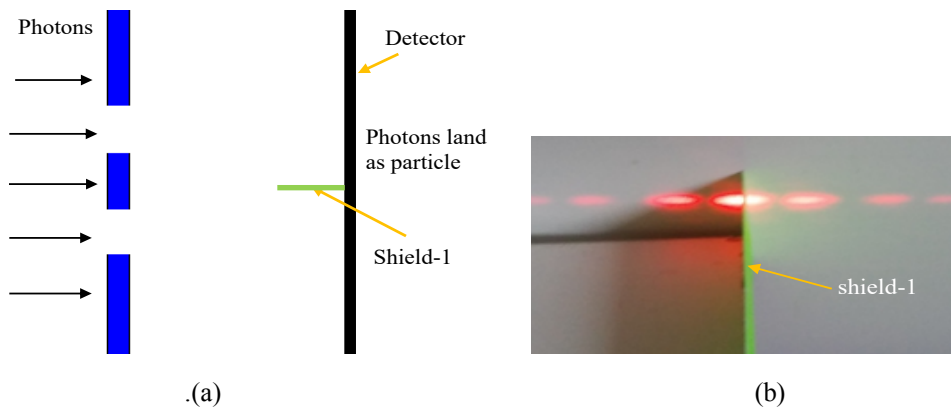 Photons
Detector
Photons land
as particle
Shield-1
shield-1
.(a)
(b)